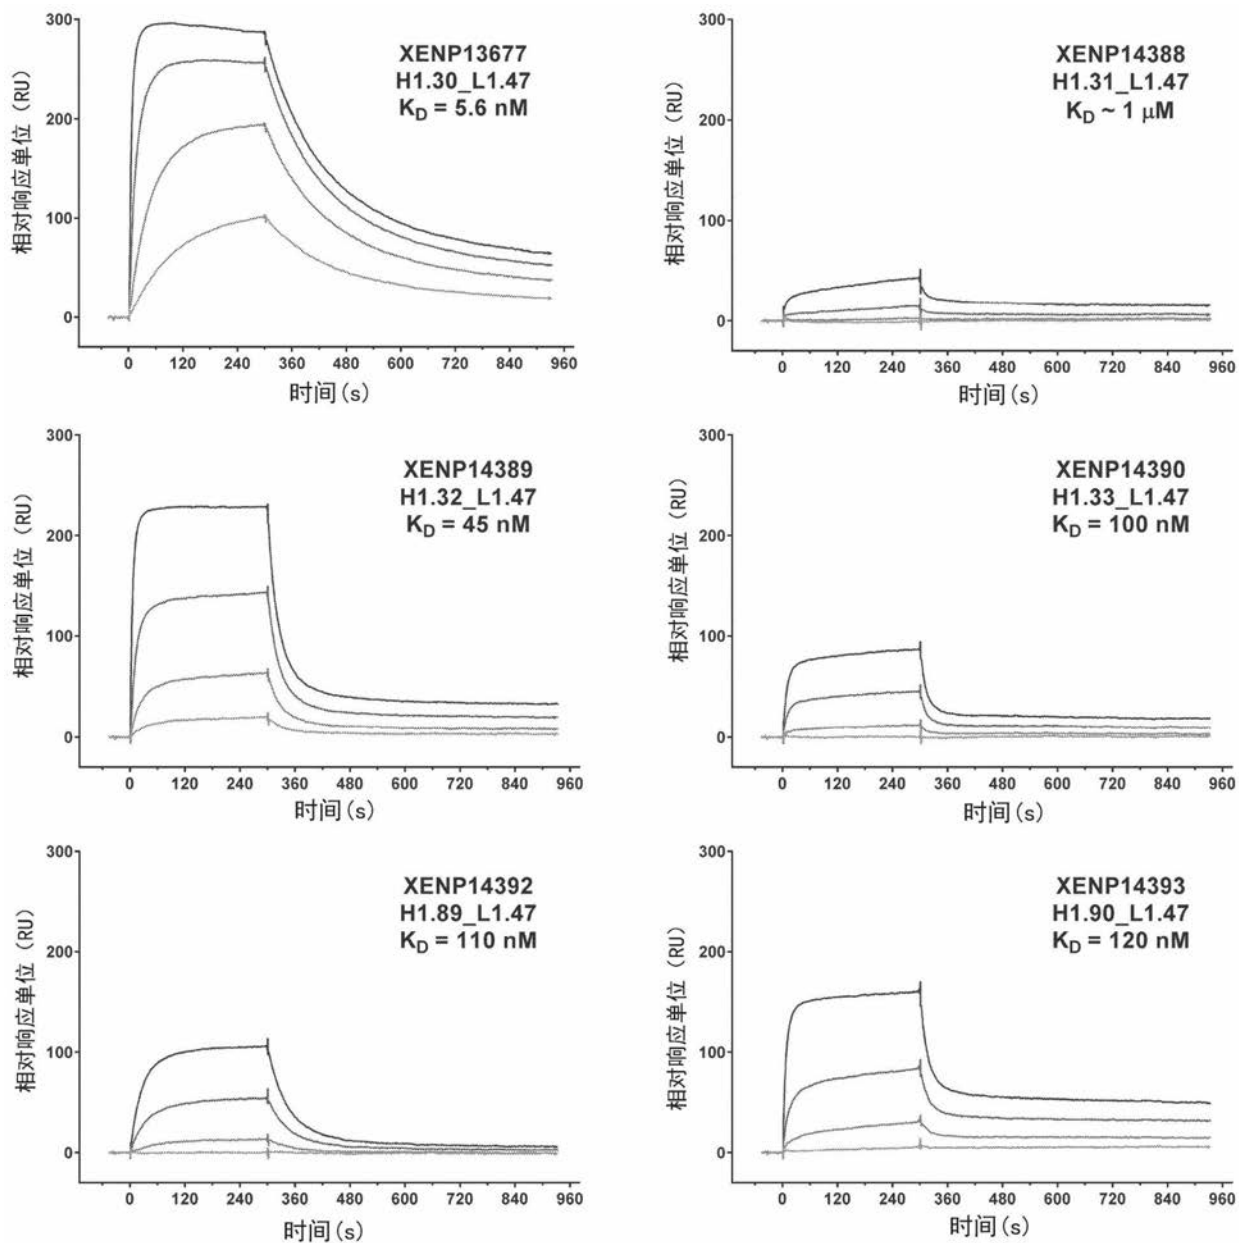 300
200
100
0
相对响应单位 (RU)
XENP13677
H1.30_L1.47
KD = 5.6 nM
0 120 240 360 480 600 720 840 960
时间(s)
300
200
100
0
相对响应单位 (RU)
XENP14388
H1.31_L1.47
KD ~ 1 μM
0 120 240 360 480 600 720 840 960
时间(s)
300
200
100
0
相对响应单位 (RU)
XENP14389
H1.32_L1.47
KD = 45 nM
0 120 240 360 480 600 720 840 960
时间(s)
300
200
100
0
相对响应单位 (RU)
XENP14390
H1.33_L1.47
KD = 100 nM
0 120 240 360 480 600 720 840 960
时间(s)
300
200
100
0
相对响应单位 (RU)
XENP14392
H1.89_L1.47
KD = 110 nM
0 120 240 360 480 600 720 840 960
时间(s)
300
200
100
0
相对响应单位 (RU)
XENP14393
H1.90_L1.47
KD = 120 nM
0 120 240 360 480 600 720 840 960
时间(s)